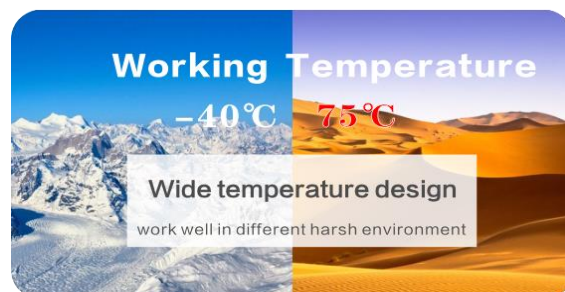 Working Temperature
-40℃ 75℃
Wide temperature design
work well in different harsh environment